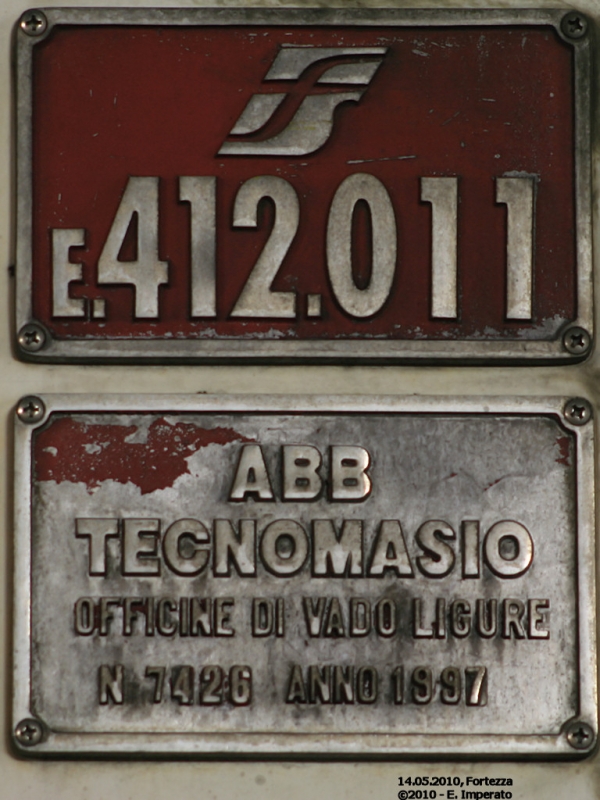 E.412.011
ABB
TECNOMASIO
OFFICINE DI VADO LIGURE
N 7426 ANNO 1997
14.05.2010, Fortezza
©2010 - E. Imperato